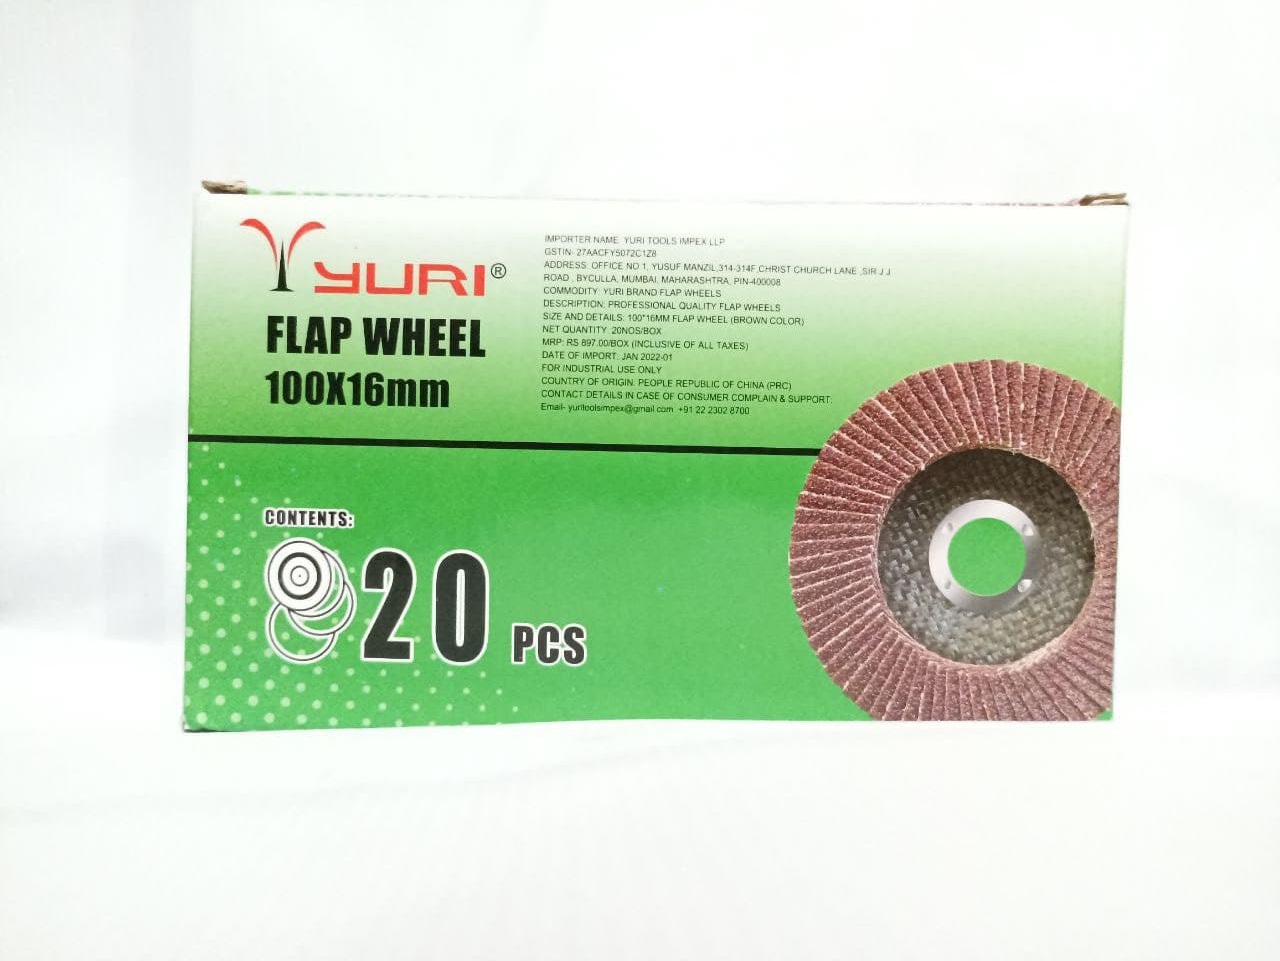 YURI®
FLAP WHEEL
100X16mm
IMPORTER NAME: YURI TOOLS IMPEX LLP
GSTIN- 27AACFY5072C1Z8
ADDRESS: OFFICE NO 1, YUSUF MANZIL,314-314F,CHRIST CHURCH LANE ,SIR J J
ROAD , BYCULLA, MUMBAI, MAHARASHTRA, PIN-400008
COMMODITY: YURI BRAND FLAP WHEELS
DESCRIPTION: PROFESSIONAL QUALITY FLAP WHEELS
SIZE AND DETAILS: 100*16MM FLAP WHEEL (BROWN COLOR)
NET QUANTITY: 20NOS/BOX
MRP: RS 897.00/BOX (INCLUSIVE OF ALL TAXES)
DATE OF IMPORT: JAN 2022-01
FOR INDUSTRIAL USE ONLY
COUNTRY OF ORIGIN: PEOPLE REPUBLIC OF CHINA (PRC)
CONTACT DETAILS IN CASE OF CONSUMER COMPLAIN & SUPPORT:
Email- yuritoolsimpex@gmail.com +91 22 2302 8700
CONTENTS:
20 PCS